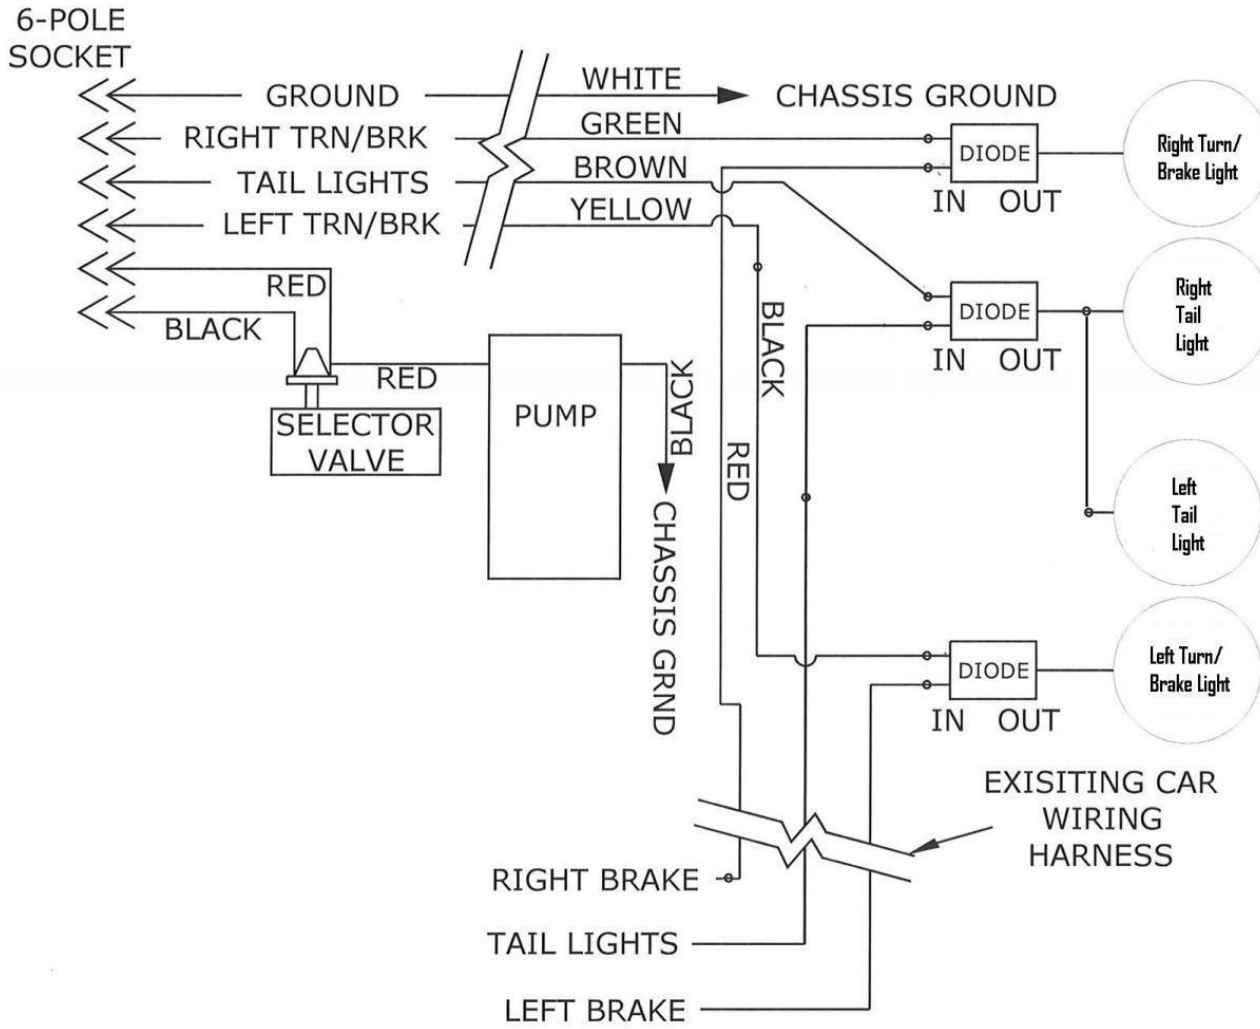 6-POLE
SOCKET
GROUND
WHITE
CHASSIS GROUND
RIGHT TRN/BRK
GREEN
DIODE
IN OUT
Right Turn/
Brake Light
TAIL LIGHTS
BROWN
LEFT TRN/BRK
YELLOW
RED
BLACK
RED
SELECTOR
VALVE
PUMP
BLACK
CHASSIS GRND
RED
BLACK
DIODE
IN OUT
Right
Tail
Light
Left
Tail
Light
DIODE
IN OUT
Left Turn/
Brake Light
EXISITING CAR
WIRING
HARNESS
RIGHT BRAKE
TAIL LIGHTS
LEFT BRAKE